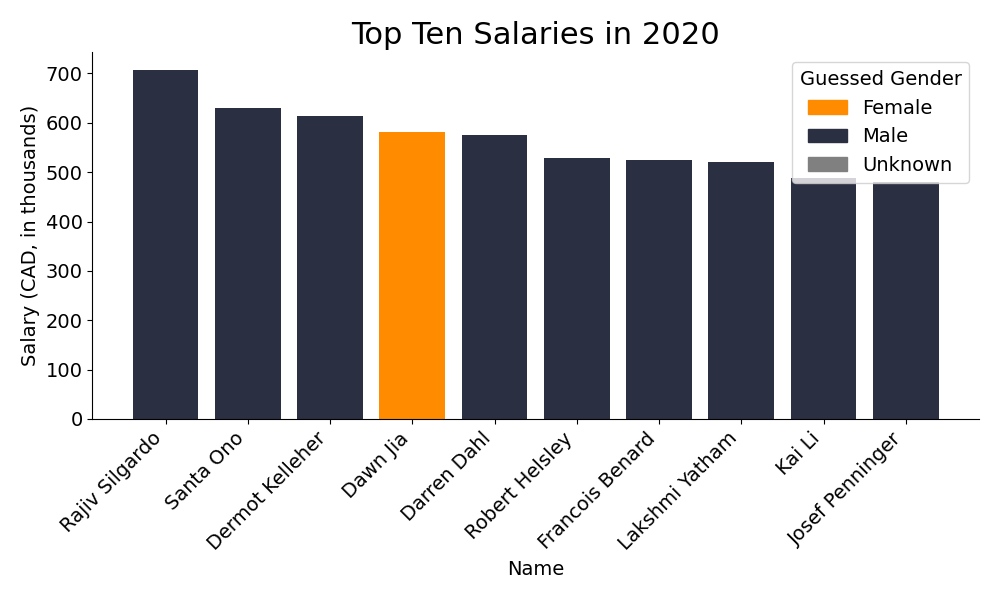 Top Ten Salaries in 2020
Salary (CAD, in thousands)
700
600
500
400
300
200
100
0
Guessed Gender
Female
Male
Unknown
Rajiv Silgardo
Santa Ono
Dermot Kelleher
Dawn Jia
Darren Dahl
Robert Helsley
Francois Benard
Lakshmi Yatham
Kai Li
Josef Penninger
Name